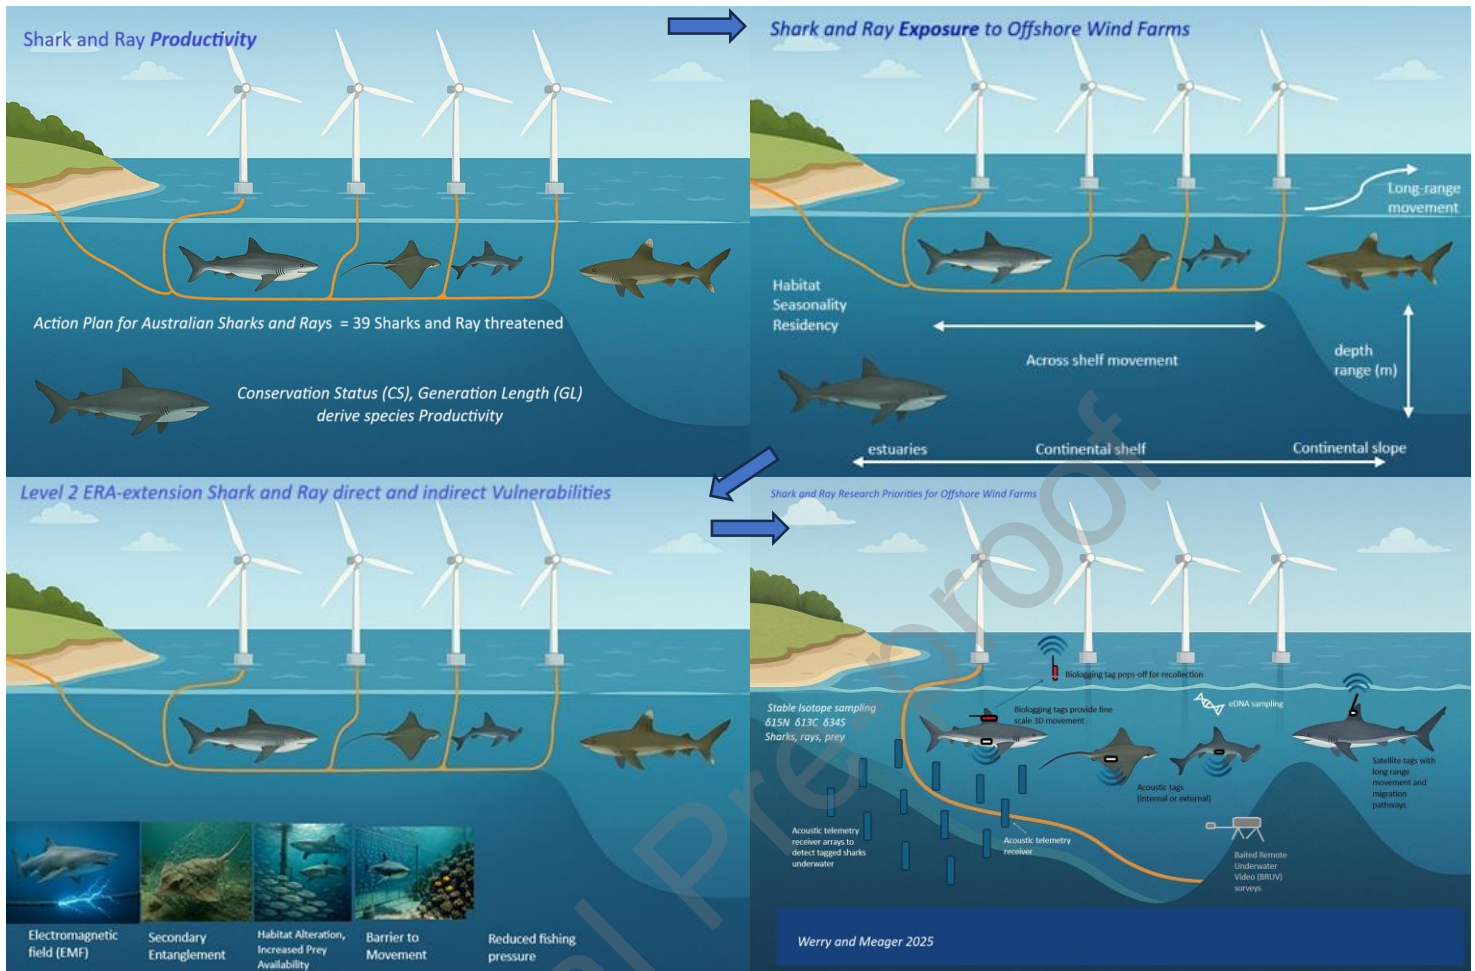 Shark and Ray Productivity
Action Plan for Australian Sharks and Rays = 39 Sharks and Ray threatened
Conservation Status (CS), Generation Length (GL)
derive species Productivity
Shark and Ray Exposure to Offshore Wind Farms
Long-range
movement
Habitat
Seasonality
Residency
Across shelf movement
depth
range (m)
estuaries
Continental shelf
Continental slope
Level 2 ERA-extension Shark and Ray direct and indirect Vulnerabilities
Electromagnetic
field (EMF)
Secondary
Entanglement
Habitat Alteration,
Increased Prey
Availability
Barrier to
Movement
Reduced fishing
pressure
Shark and Ray Research Priorities for Offshore Wind Farms
Biologging tag pops-off for recollection
Stable Isotope sampling
δ15N δ13C δ34S
Sharks, rays, prey
Biologging tags provide fine
scale 3D movement
eDNA sampling
Acoustic tags
(internal or external)
Satellite tags with
long range
movement and
migration
pathways
Acoustic telemetry
receiver arrays to
detect tagged sharks
underwater
Acoustic telemetry
receiver
Baited Remote
Underwater
Video (BRUV)
surveys
Werry and Meager 2025
Pre-proof